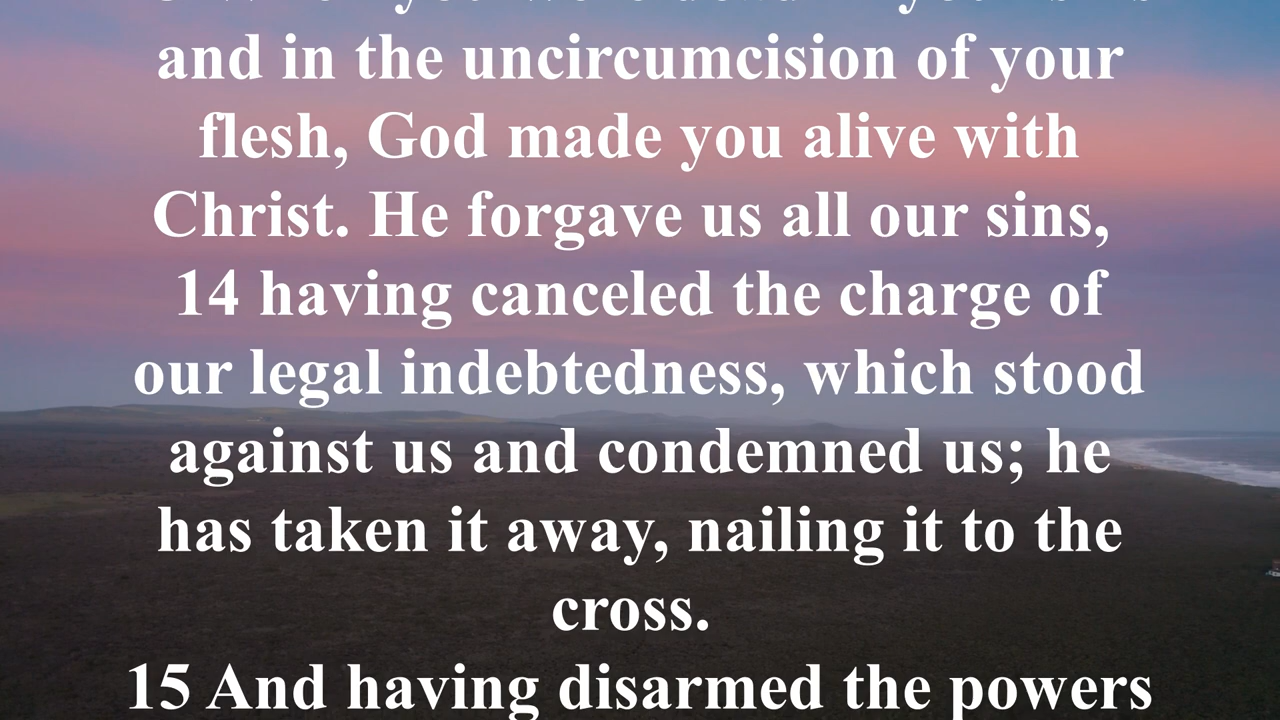 and in the uncircumcision of your
flesh, God made you alive with
Christ. He forgave us all our sins,
14 having canceled the charge of
our legal indebtedness, which stood
against us and condemned us; he
has taken it away, nailing it to the
cross.
15 And having disarmed the powers